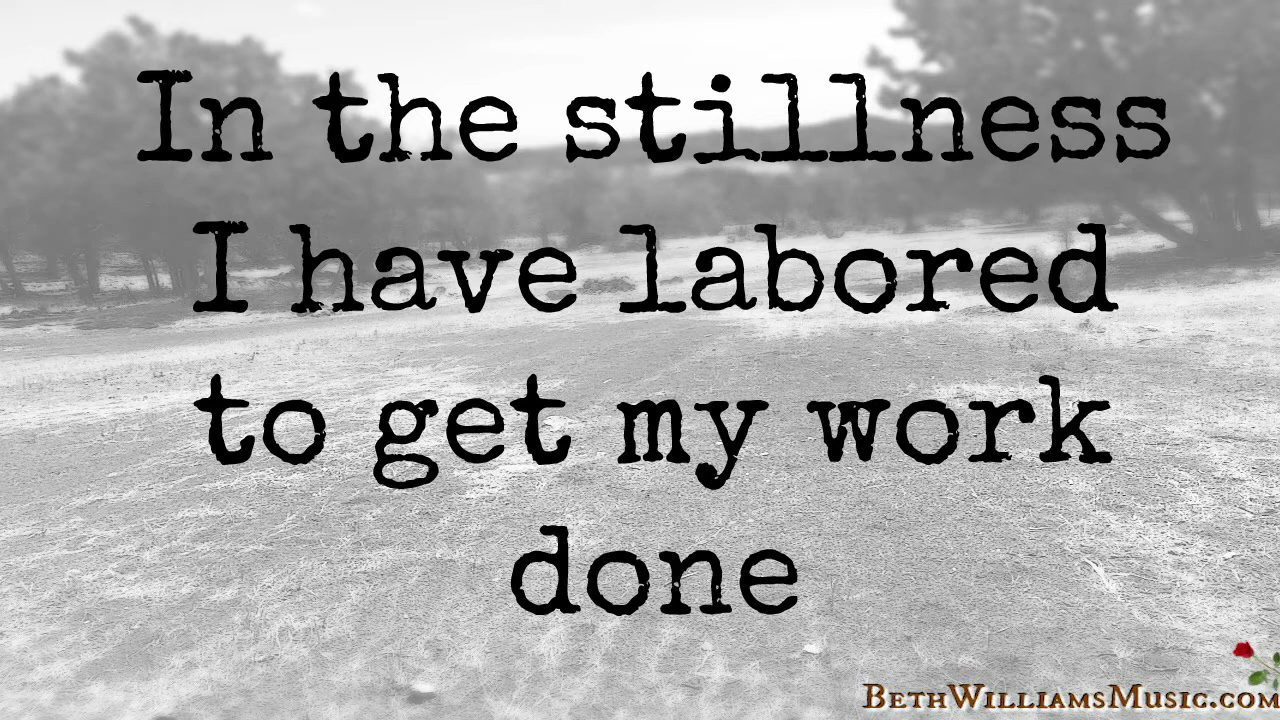 In the stillness
I have labored
to get my work
done
BethWilliamsMusic.com